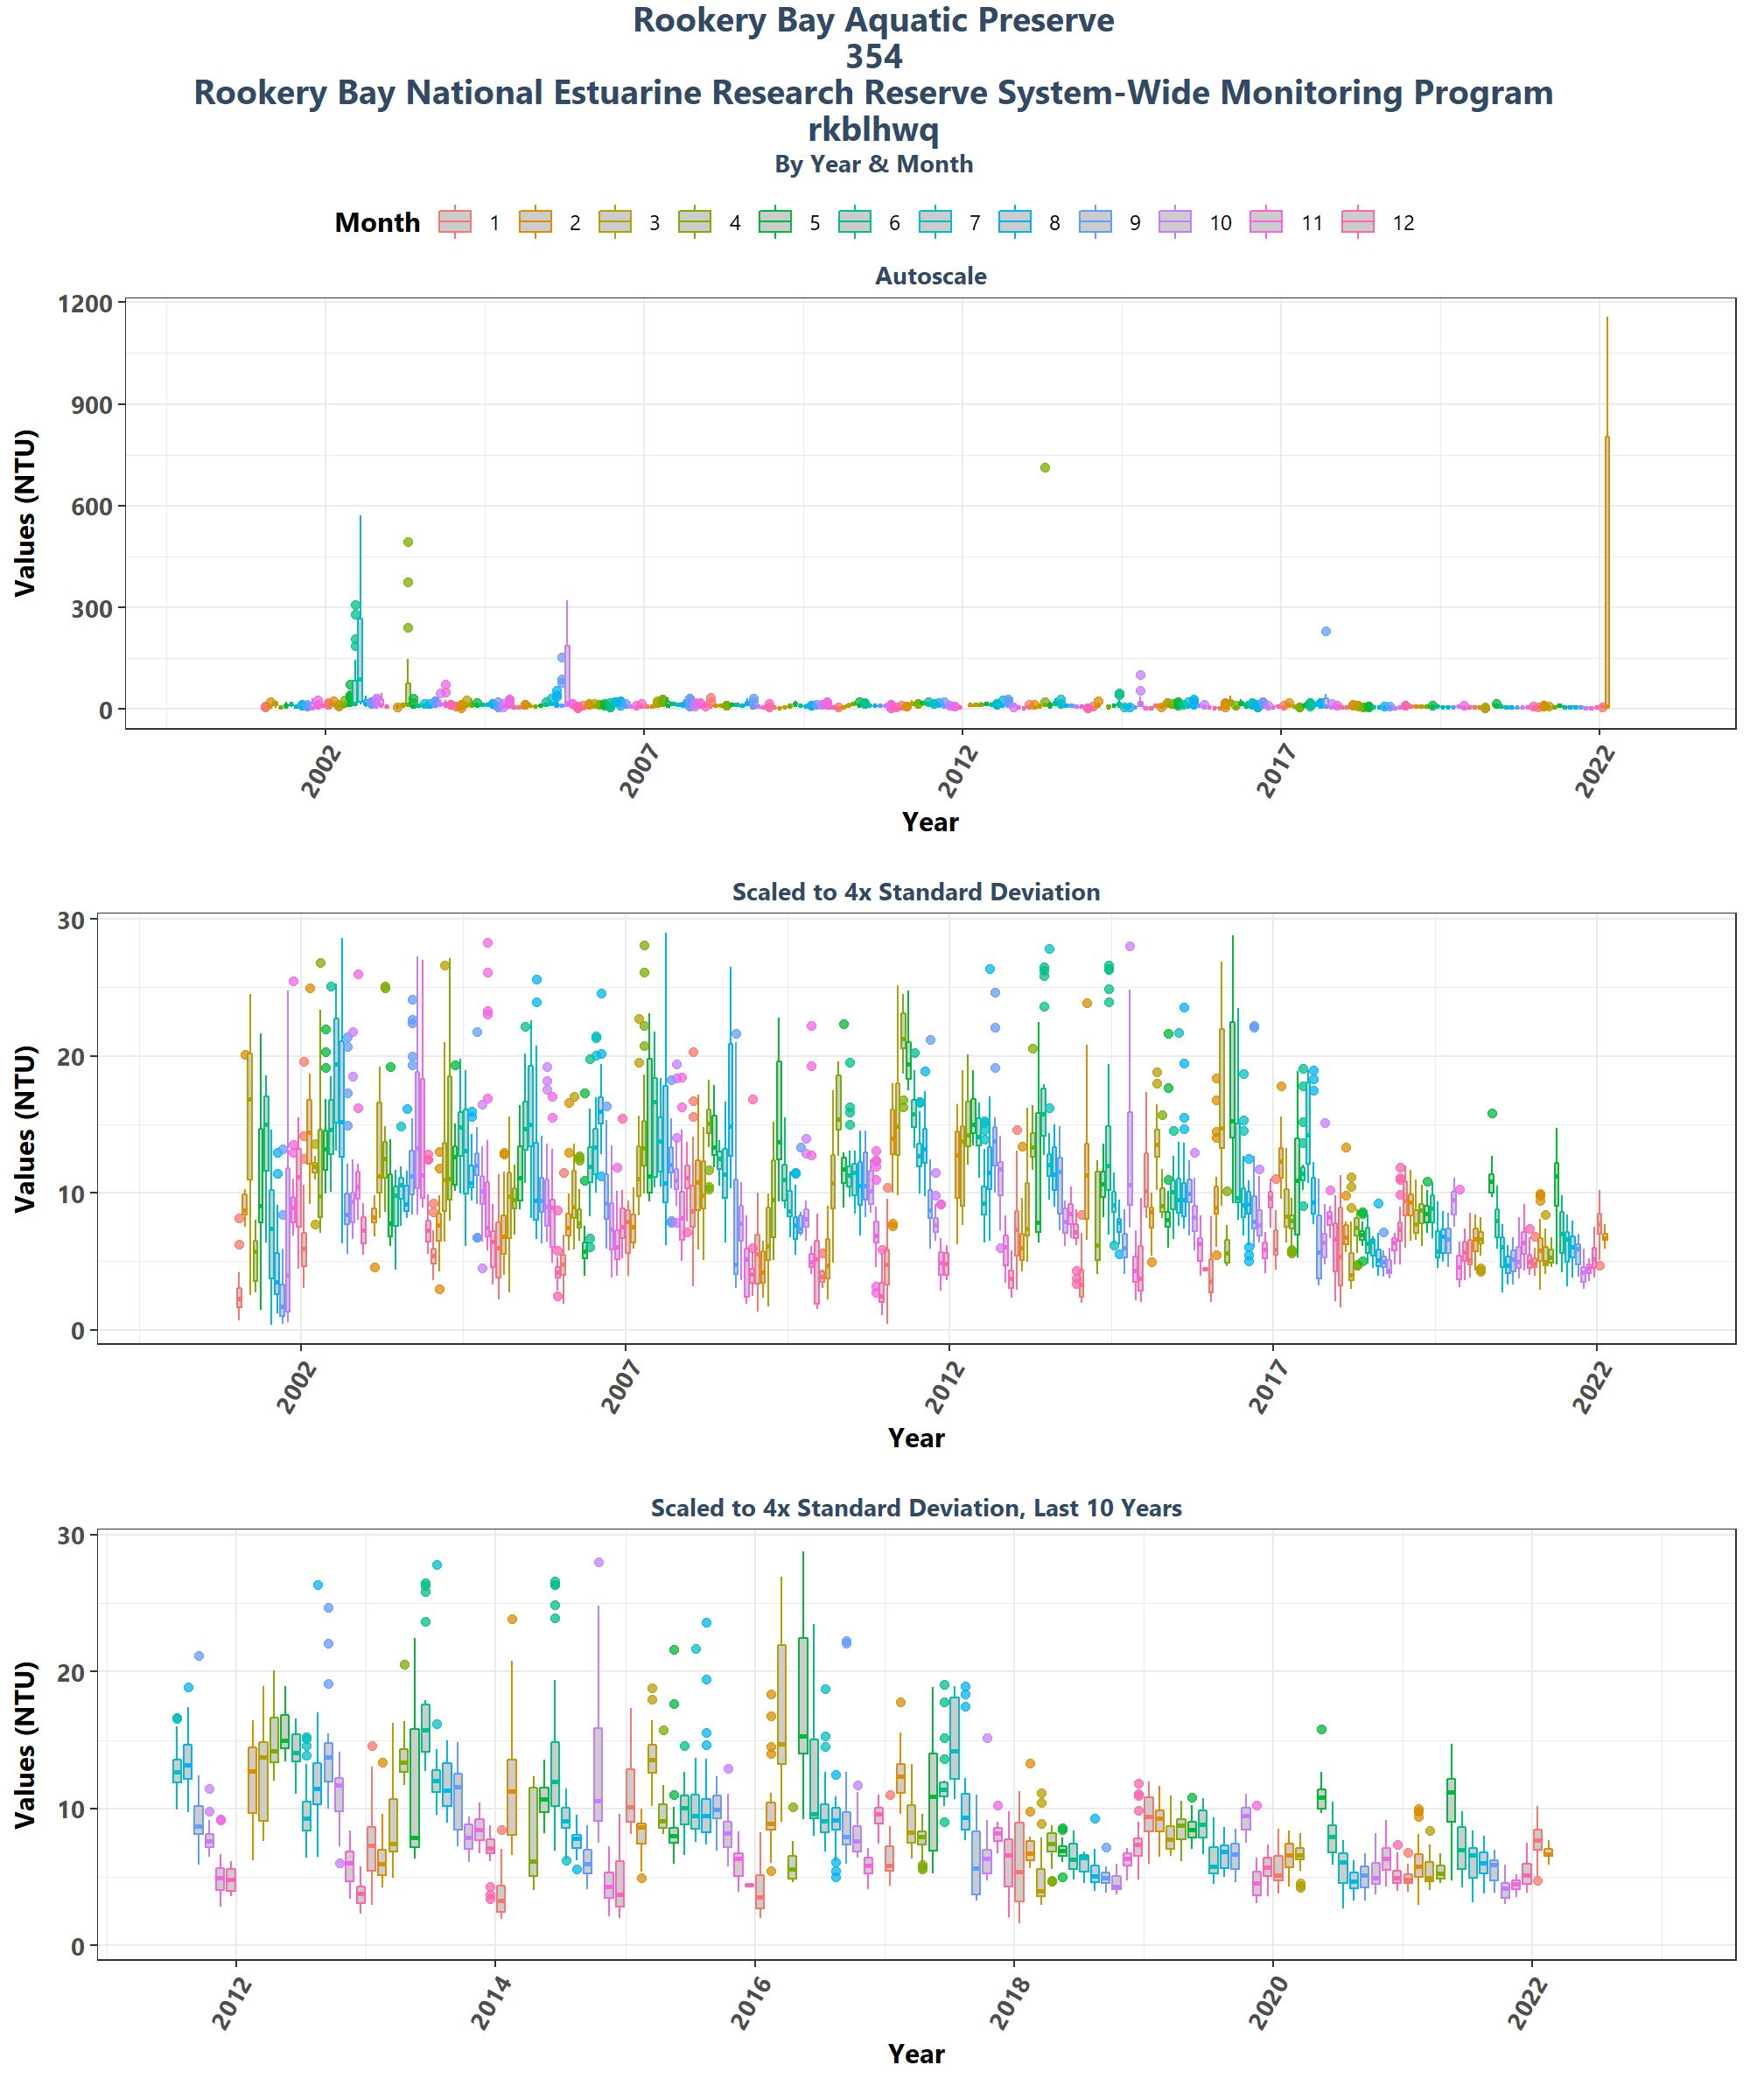 Rookery Bay Aquatic Preserve
354
Rookery Bay National Estuarine Research Reserve System-Wide Monitoring Program
rkblhwq
By Year & Month
Month 1 2 3 4 5 6 7 8 9 10 11 12
Autoscale
Values (NTU)
1200
900
600
300
0
2002 2007 2012 2017 2022
Year
Scaled to 4x Standard Deviation
Values (NTU)
30
20
10
0
2002 2007 2012 2017 2022
Year
Scaled to 4x Standard Deviation, Last 10 Years
Values (NTU)
30
20
10
0
2012 2014 2016 2018 2020 2022
Year